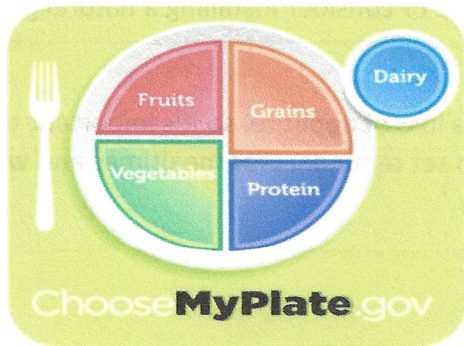 Dairy
Fruits
Grains
Vegetables
Protein
ChooseMyPlate.gov